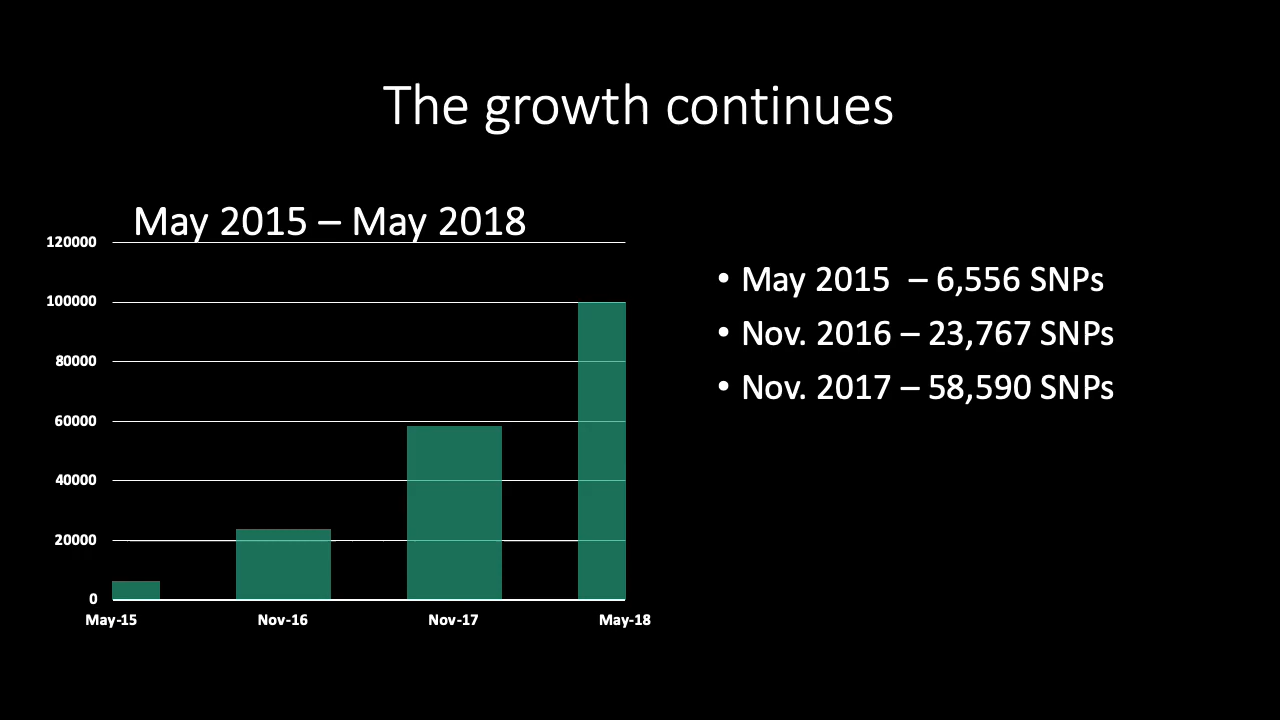 The growth continues
May 2015 – May 2018
120000
100000
80000
60000
40000
20000
0
May-15 Nov-16 Nov-17 May-18
• May 2015 – 6,556 SNPs
• Nov. 2016 – 23,767 SNPs
• Nov. 2017 – 58,590 SNPs